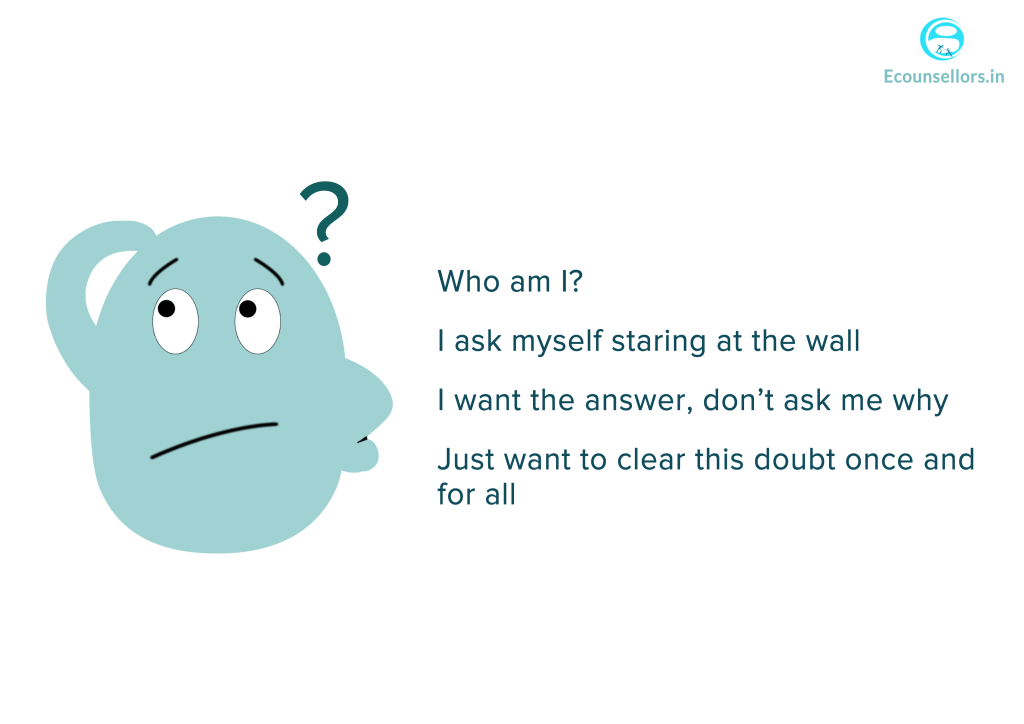 Ecounsellors.in
?
Who am I?
I ask myself staring at the wall
I want the answer, don’t ask me why
Just want to clear this doubt once and
for all